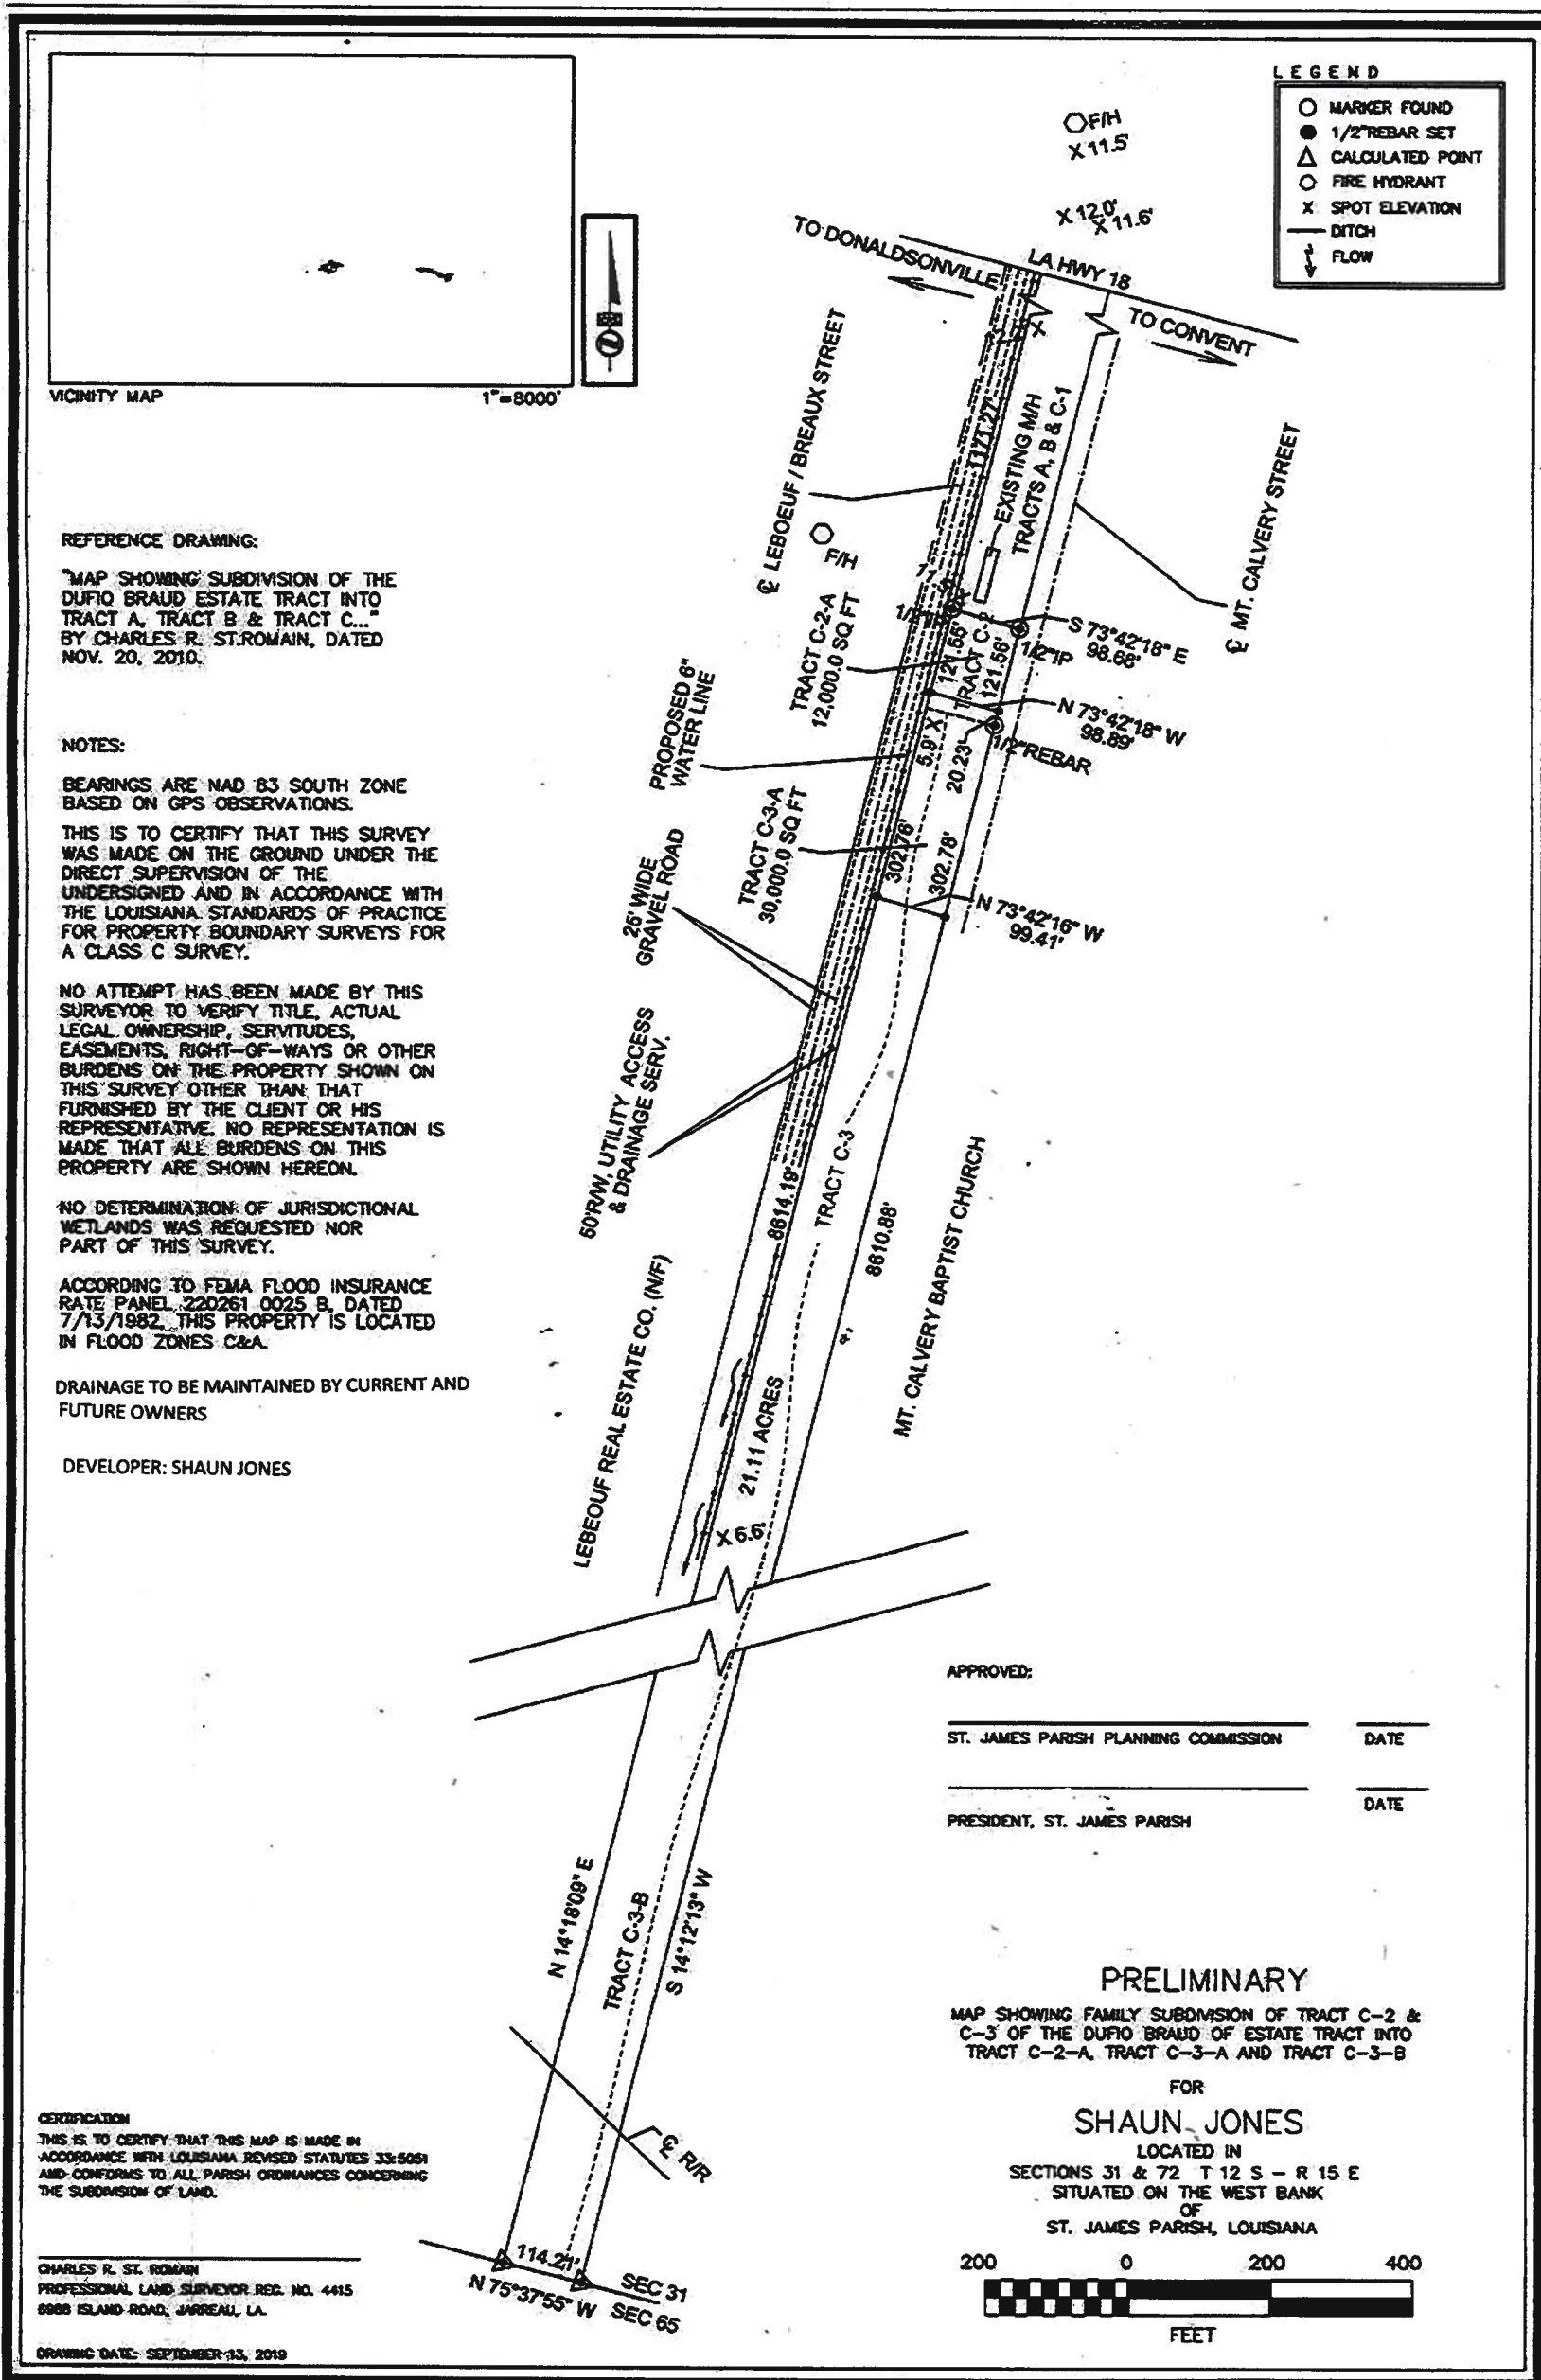 LEGEND
MARKER FOUND
1/2"REBAR SET
CALCULATED POINT
FIRE HYDRANT
X SPOT ELEVATION
DITCH
FLOW
F/H
X 11.5'
X 12.0'
X 11.6'
TO DONALDSONVILLE
LA HWY 18
TO CONVENT
VICINITY MAP
1"=8000'
℄ LEBOEUF / BREAUX STREET
1171.27'
EXISTING M/H
TRACTS A, B & C-1
℄ MT. CALVERY STREET
F/H
REFERENCE DRAWING:
"MAP SHOWING SUBDIVISION OF THE
DUFIO BRAUD ESTATE TRACT INTO
TRACT A, TRACT B & TRACT C..."
BY CHARLES R. ST.ROMAIN, DATED
NOV. 20, 2010.
TRACT C-2-A
12,000.0 SQ FT
121.55'
TRACT C-2
121.56'
1/2"IP
S 73°42'18" E
98.68'
N 73°42'18" W
98.89'
1/2"REBAR
PROPOSED 6"
WATER LINE
5.9' X
20.23'
NOTES:
BEARINGS ARE NAD 83 SOUTH ZONE
BASED ON GPS OBSERVATIONS.
THIS IS TO CERTIFY THAT THIS SURVEY
WAS MADE ON THE GROUND UNDER THE
DIRECT SUPERVISION OF THE
UNDERSIGNED AND IN ACCORDANCE WITH
THE LOUISIANA STANDARDS OF PRACTICE
FOR PROPERTY BOUNDARY SURVEYS FOR
A CLASS C SURVEY.
TRACT C-3-A
30,000.0 SQ FT
302.76'
302.78'
N 73°42'16" W
99.41'
GRAVEL ROAD
NO ATTEMPT HAS BEEN MADE BY THIS
SURVEYOR TO VERIFY TITLE, ACTUAL
LEGAL OWNERSHIP, SERVITUDES,
EASEMENTS, RIGHT-OF-WAYS OR OTHER
BURDENS ON THE PROPERTY SHOWN ON
THIS SURVEY OTHER THAN THAT
FURNISHED BY THE CLIENT OR HIS
REPRESENTATIVE. NO REPRESENTATION IS
MADE THAT ALL BURDENS ON THIS
PROPERTY ARE SHOWN HEREON.
R/W, UTILITY ACCESS
& DRAINAGE SERV.
8614.19'
TRACT C-3
8610.88'
MT. CALVERY BAPTIST CHURCH
NO DETERMINATION OF JURISDICTIONAL
WETLANDS WAS REQUESTED NOR
PART OF THIS SURVEY.
ACCORDING TO FEMA FLOOD INSURANCE
RATE PANEL 220261 0025 B, DATED
7/13/1982, THIS PROPERTY IS LOCATED
IN FLOOD ZONES C&A.
LEBEOUF REAL ESTATE CO. (N/F)
DRAINAGE TO BE MAINTAINED BY CURRENT AND
FUTURE OWNERS
DEVELOPER: SHAUN JONES
21.11 ACRES
X 6.6'
APPROVED:
ST. JAMES PARISH PLANNING COMMISSION
DATE
PRESIDENT, ST. JAMES PARISH
DATE
N 14°18'09" E
TRACT C-3-B
S 14°12'13" W
℄ R/R
114.21'
N 75°37'55" W
SEC 31
SEC 65
PRELIMINARY
MAP SHOWING FAMILY SUBDIVISION OF TRACT C-2 &
C-3 OF THE DUFIO BRAUD OF ESTATE TRACT INTO
TRACT C-2-A, TRACT C-3-A AND TRACT C-3-B
FOR
SHAUN JONES
LOCATED IN
SECTIONS 31 & 72 T 12 S - R 15 E
SITUATED ON THE WEST BANK
OF
ST. JAMES PARISH, LOUISIANA
200 0 200 400
FEET
CERTIFICATION
THIS IS TO CERTIFY THAT THIS MAP IS MADE IN
ACCORDANCE WITH LOUISIANA REVISED STATUTES 33:5051
AND CONFORMS TO ALL PARISH ORDINANCES CONCERNING
THE SUBDIVISION OF LAND.
CHARLES R. ST. ROMAIN
PROFESSIONAL LAND SURVEYOR REG. NO. 4415
8988 ISLAND ROAD, JARREAU, LA.
DRAWING DATE: SEPTEMBER 13, 2019